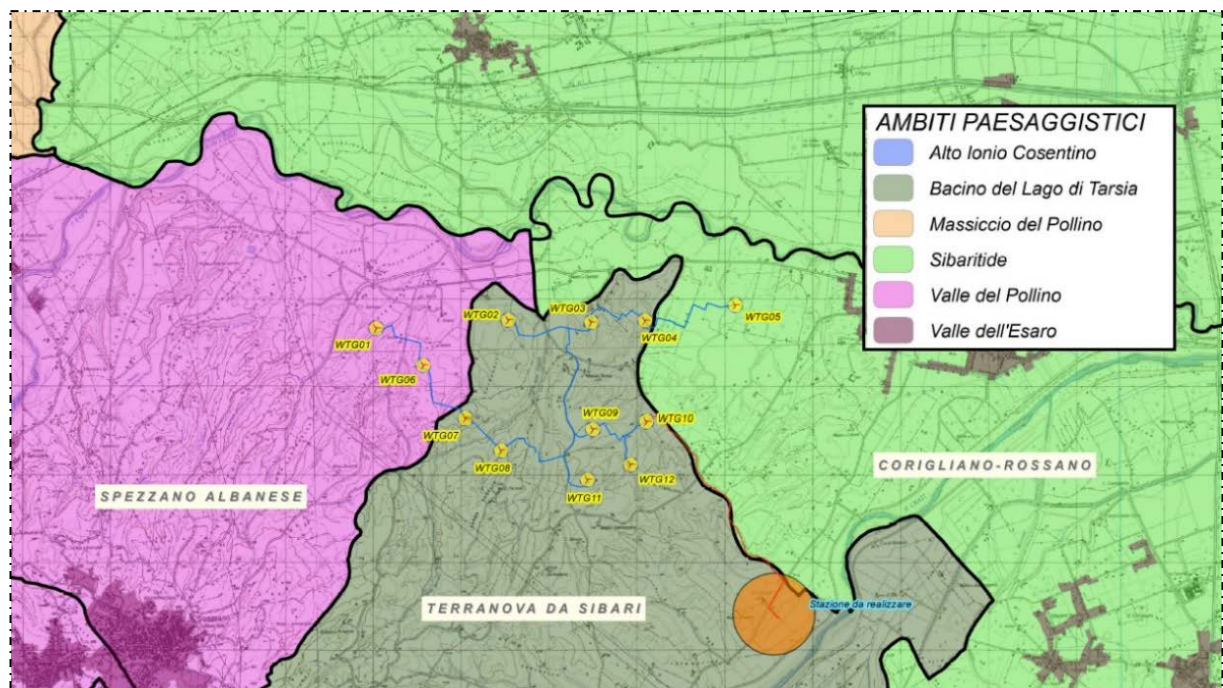 AMBITI PAESAGGISTICI
Alto Ionio Cosentino
Bacino del Lago di Tarsia
Massiccio del Pollino
Sibaritide
Valle del Pollino
Valle dell'Esaro
WTG01
WTG02
WTG03
WTG04
WTG05
WTG06
WTG07
WTG08
WTG09
WTG10
WTG11
WTG12
SPEZZANO ALBANESE
CORIGLIANO-ROSSANO
TERRANOVA DA SIBARI
Stazione da realizzare